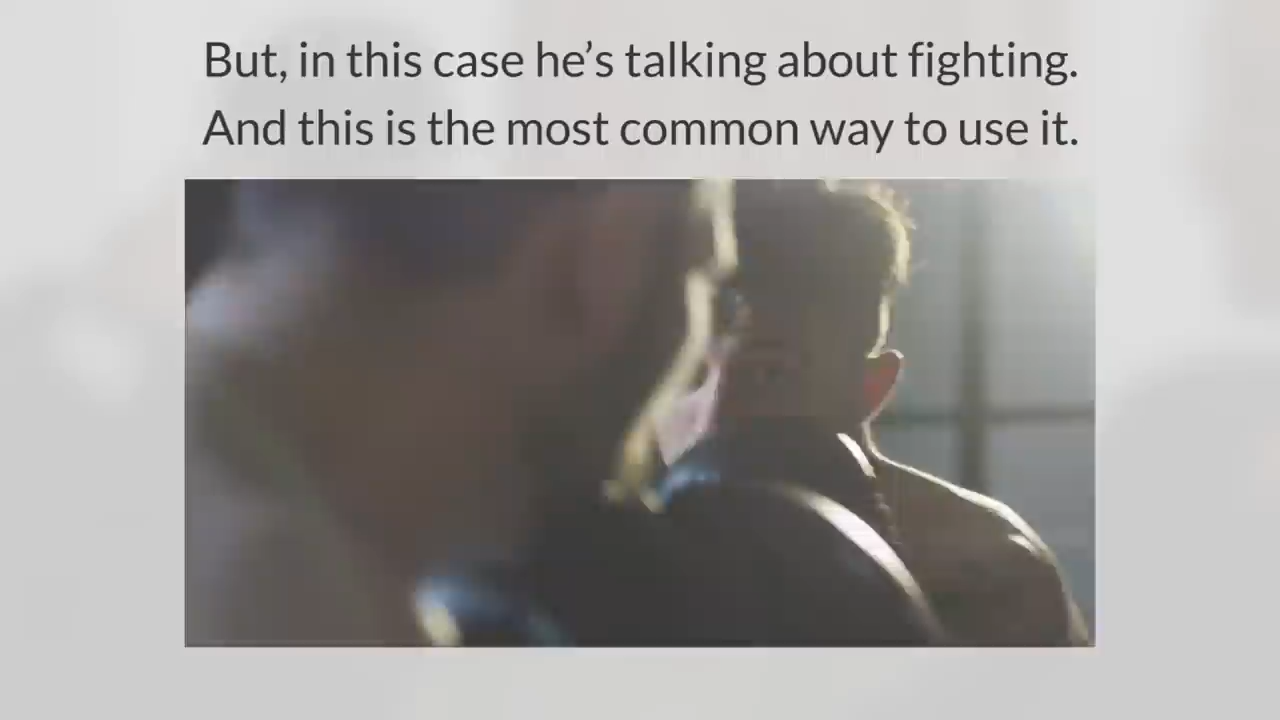 But, in this case he’s talking about fighting.
And this is the most common way to use it.